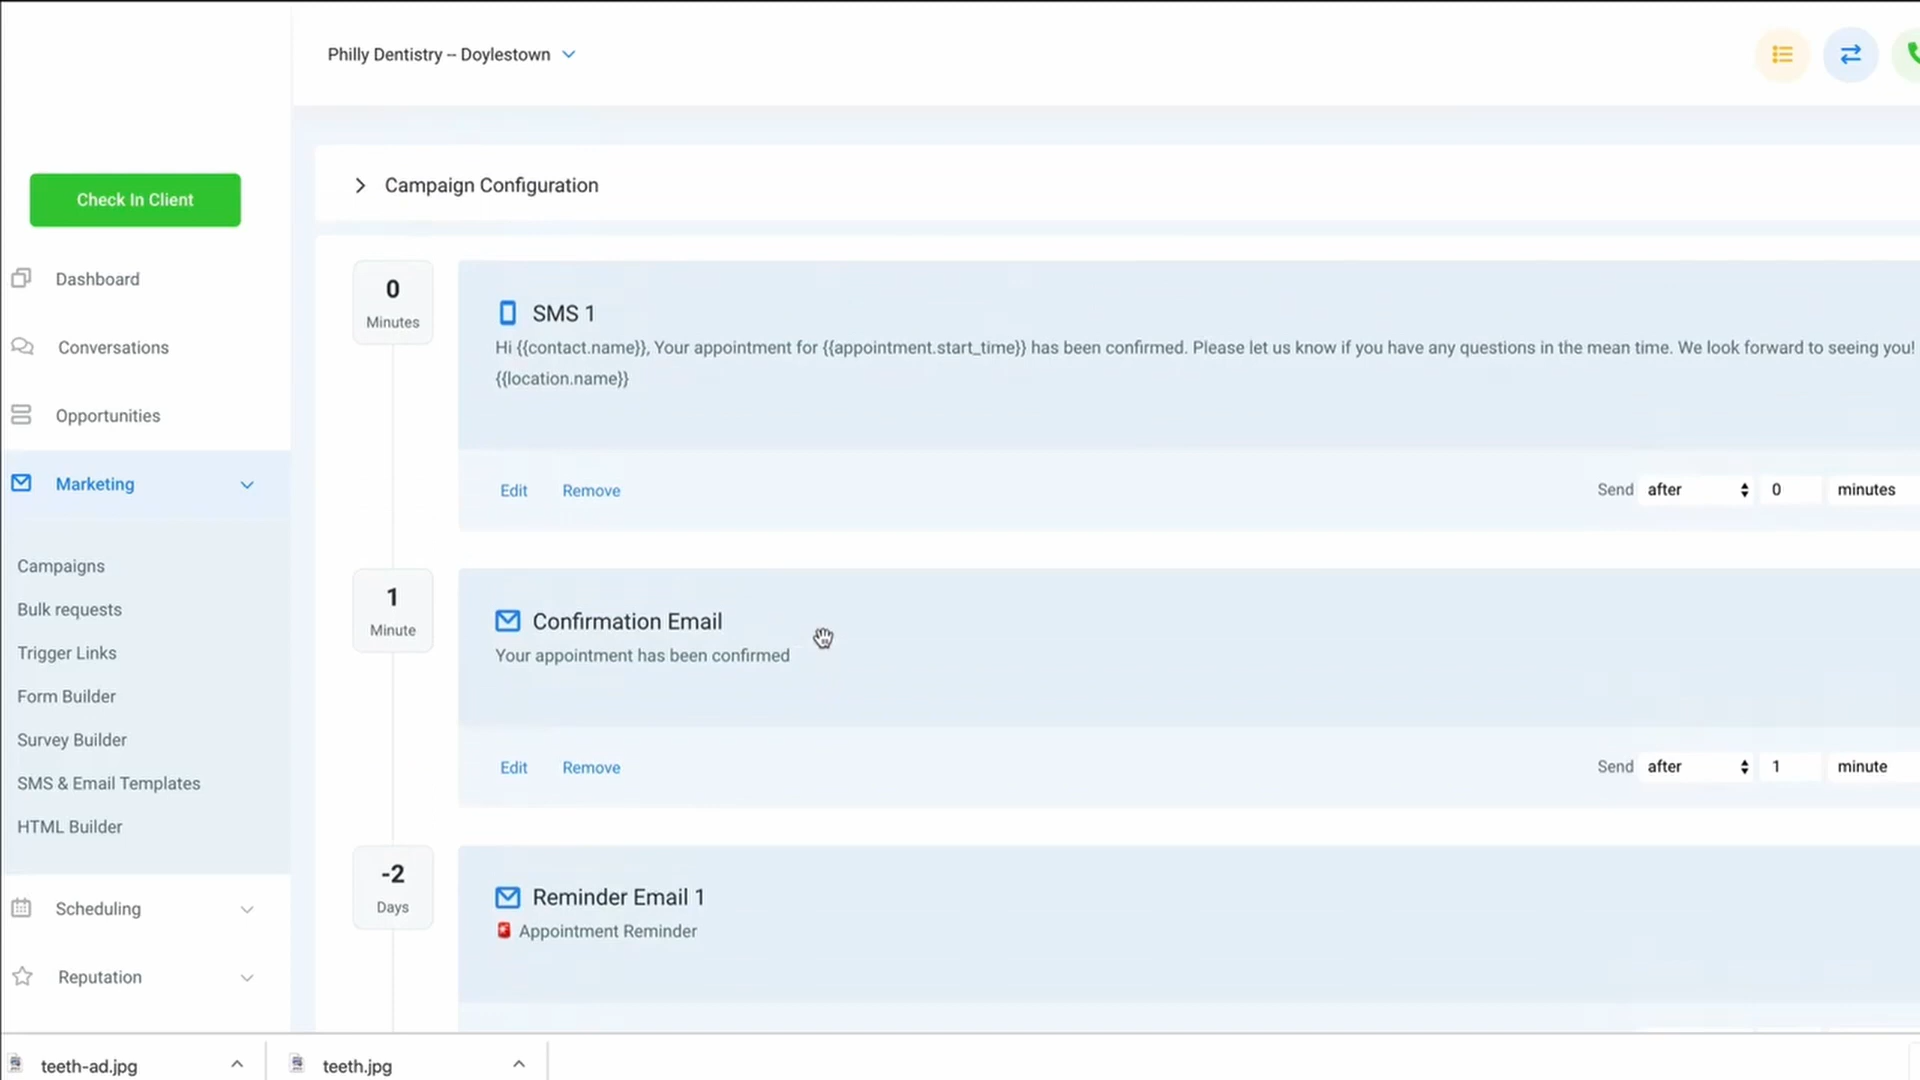 Philly Dentistry -- Doylestown
Check In Client
Dashboard
Conversations
Opportunities
Marketing
Campaigns
Bulk requests
Trigger Links
Form Builder
Survey Builder
SMS & Email Templates
HTML Builder
Scheduling
Reputation
Campaign Configuration
0
Minutes
SMS 1
Hi {{contact.name}}, Your appointment for {{appointment.start_time}} has been confirmed. Please let us know if you have any questions in the mean time. We look forward to seeing you!
{{location.name}}
Edit Remove
Send after 0 minutes
1
Minute
Confirmation Email
Your appointment has been confirmed
Edit Remove
Send after 1 minute
-2
Days
Reminder Email 1
Appointment Reminder
teeth-ad.jpg
teeth.jpg